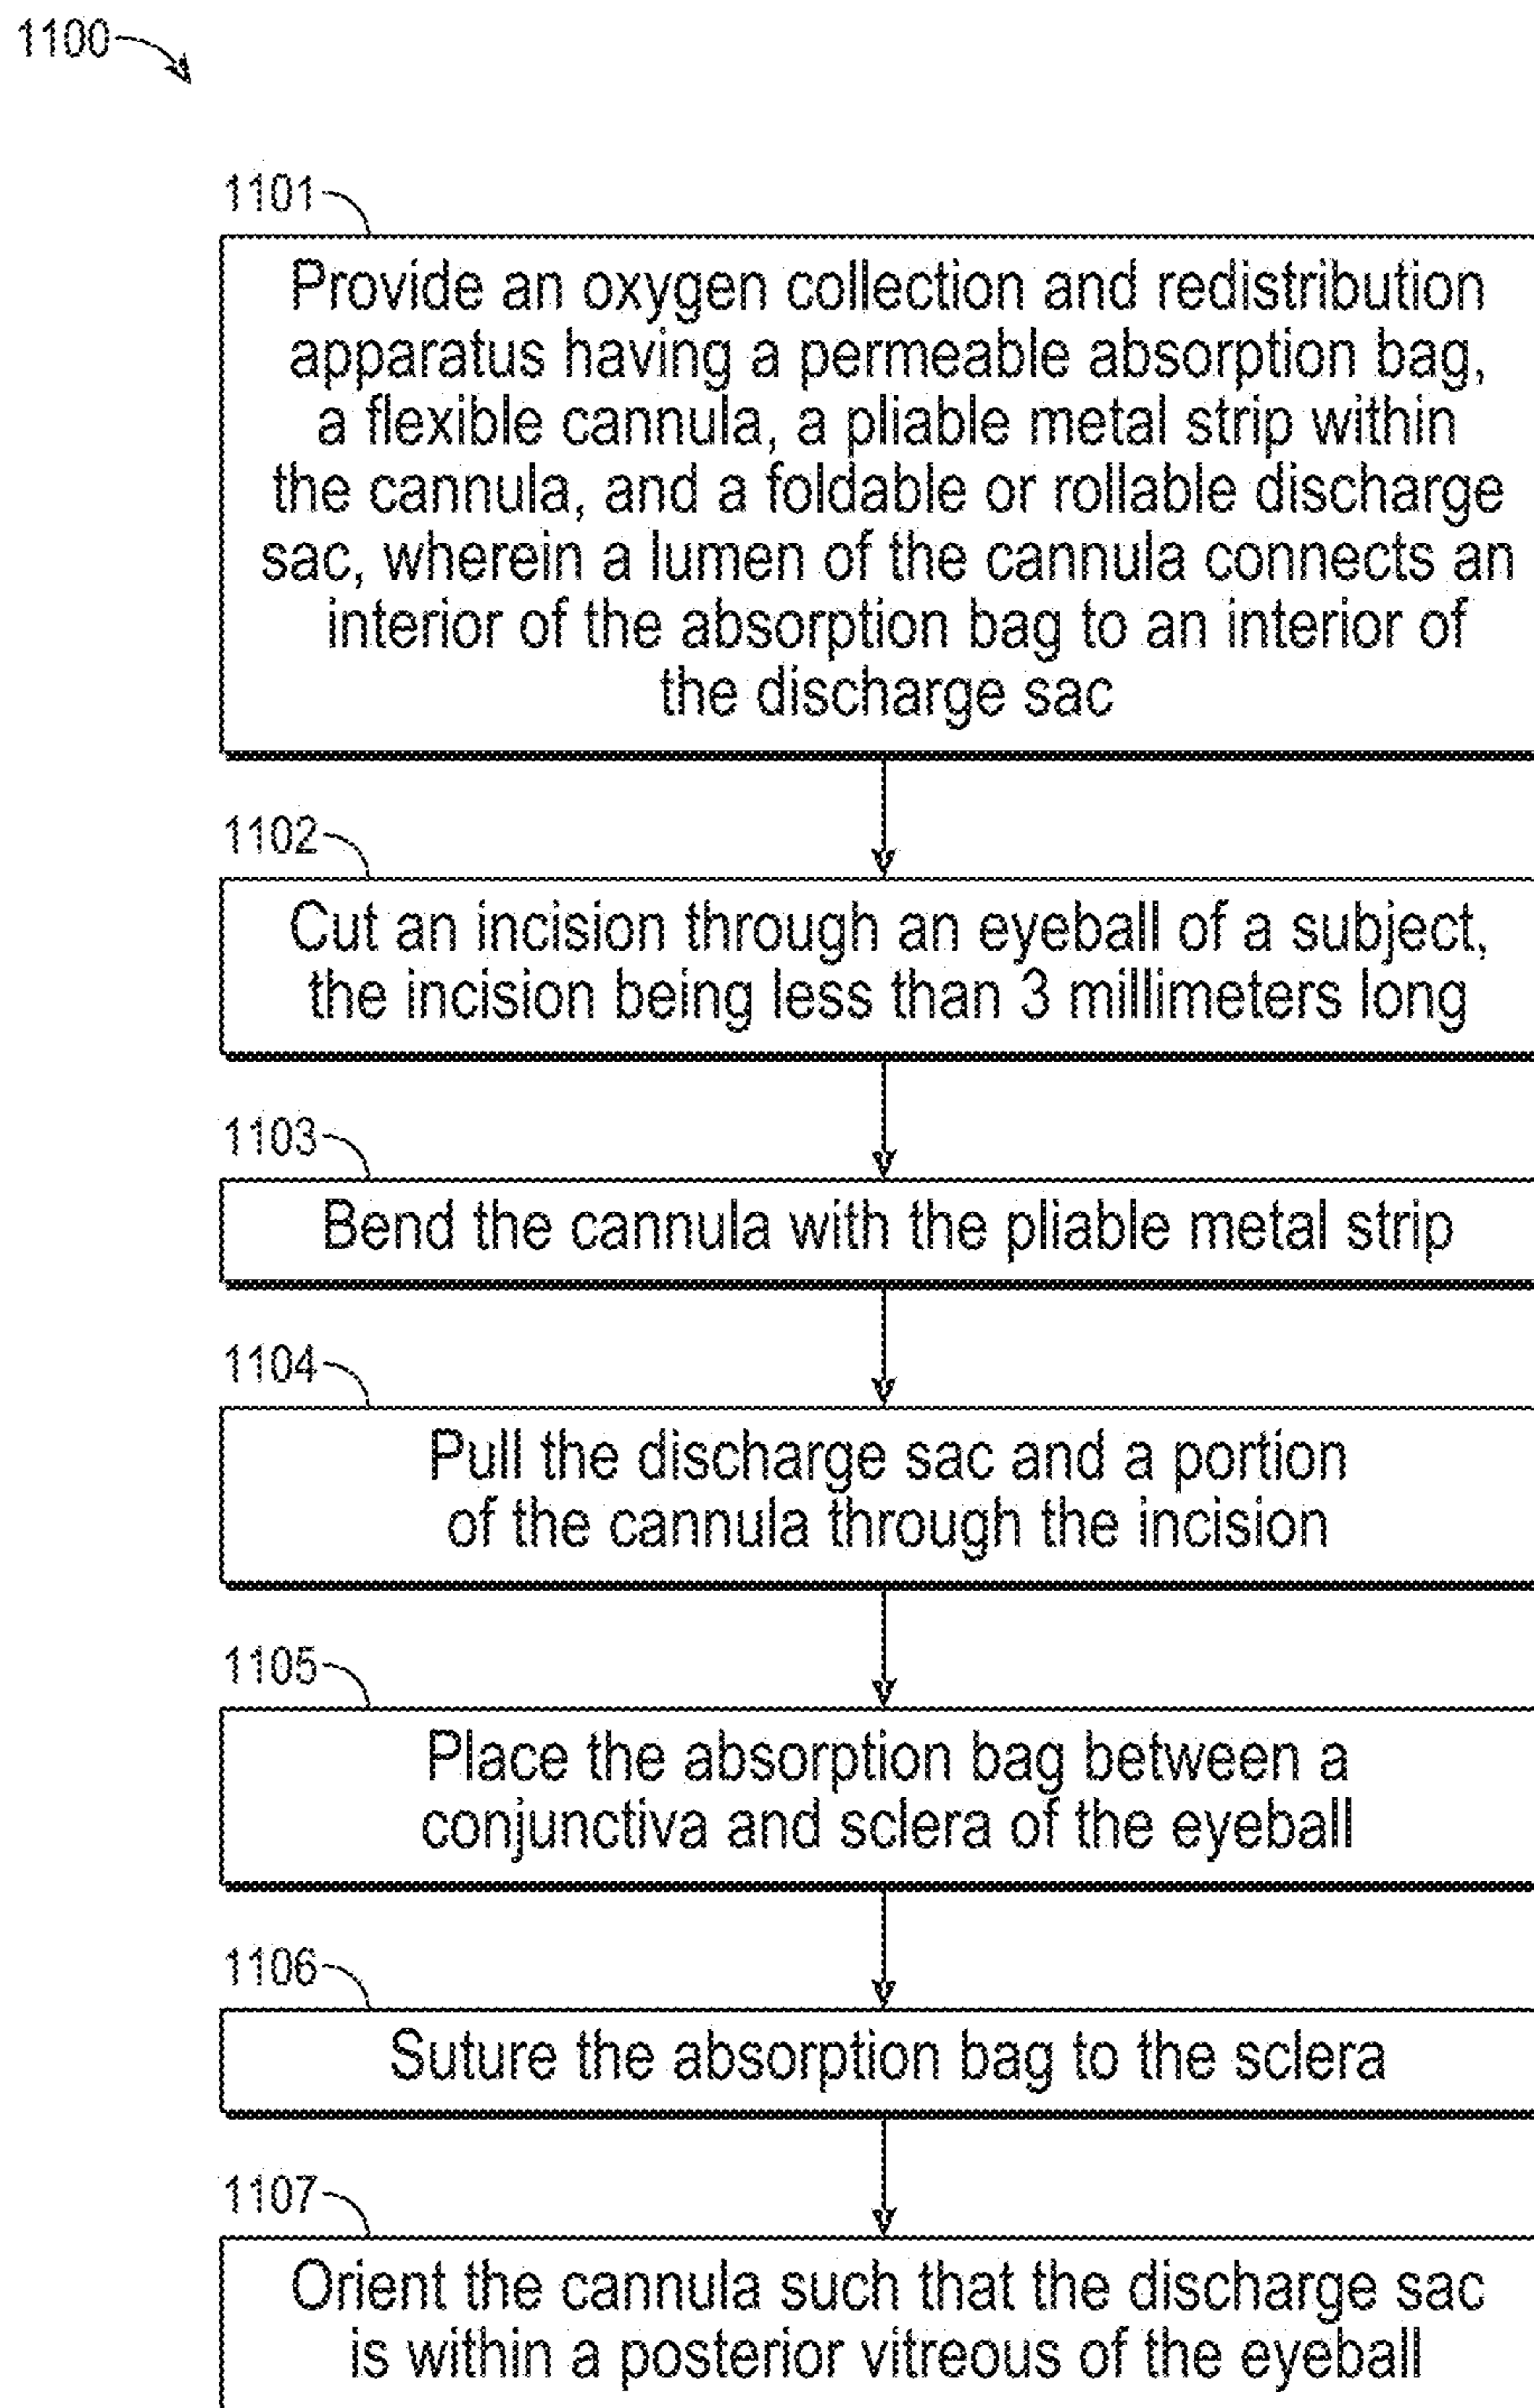 1100
1101
Provide an oxygen collection and redistribution
apparatus having a permeable absorption bag,
a flexible cannula, a pliable metal strip within
the cannula, and a foldable or rollable discharge
sac, wherein a lumen of the cannula connects an
interior of the absorption bag to an interior of
the discharge sac
1102
Cut an incision through an eyeball of a subject,
the incision being less than 3 millimeters long
1103
Bend the cannula with the pliable metal strip
1104
Pull the discharge sac and a portion
of the cannula through the incision
1105
Place the absorption bag between a
conjunctiva and sclera of the eyeball
1106
Suture the absorption bag to the sclera
1107
Orient the cannula such that the discharge sac
is within a posterior vitreous of the eyeball